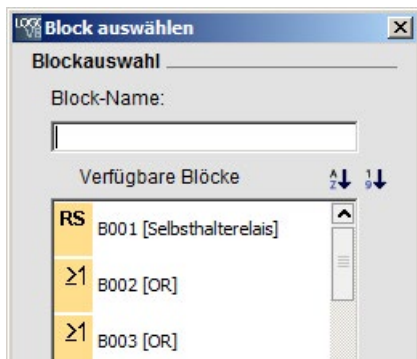 Block auswählen
Blockauswahl
Block-Name:
Verfügbare Blöcke
RS B001 [Selbsthalterelais]
≥1 B002 [OR]
≥1 B003 [OR]